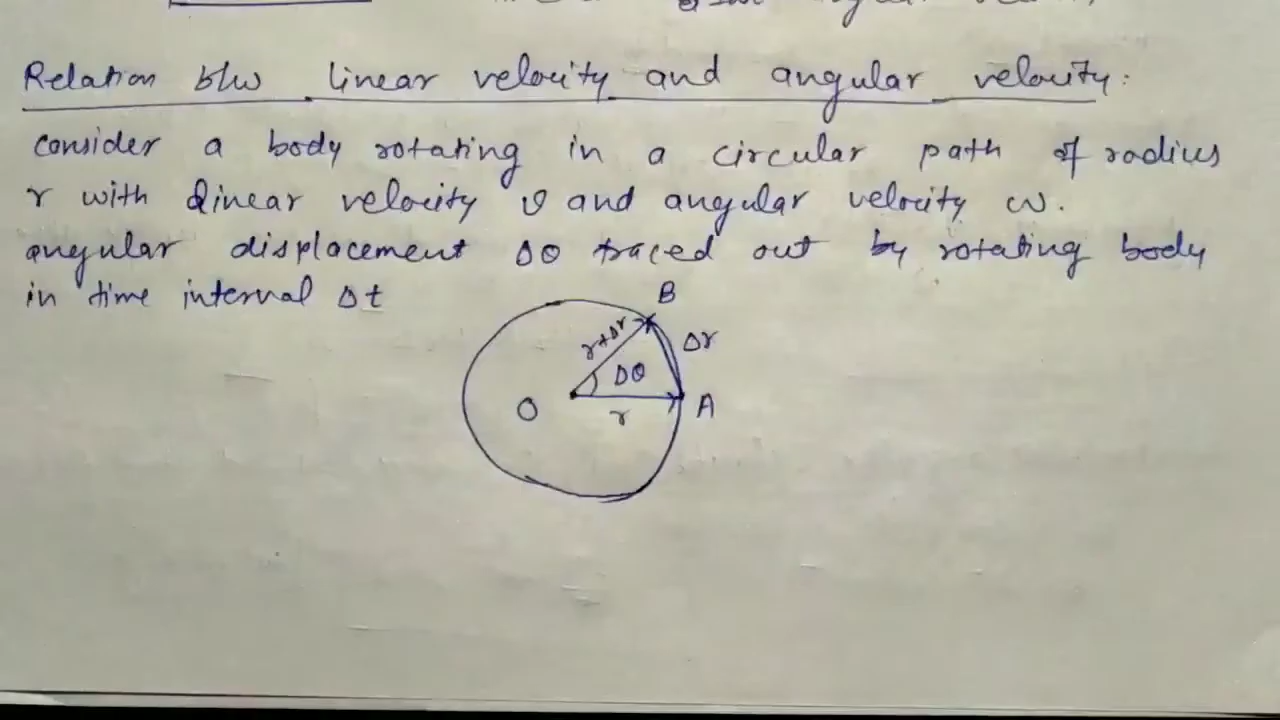 Relation b/w linear velocity and angular velocity:
consider a body rotating in a circular path of radius
r with linear velocity v and angular velocity ω.
angular displacement Δθ traced out by rotating body
in time interval Δt
B
r+Δr
Δr
Δθ
O
r
A